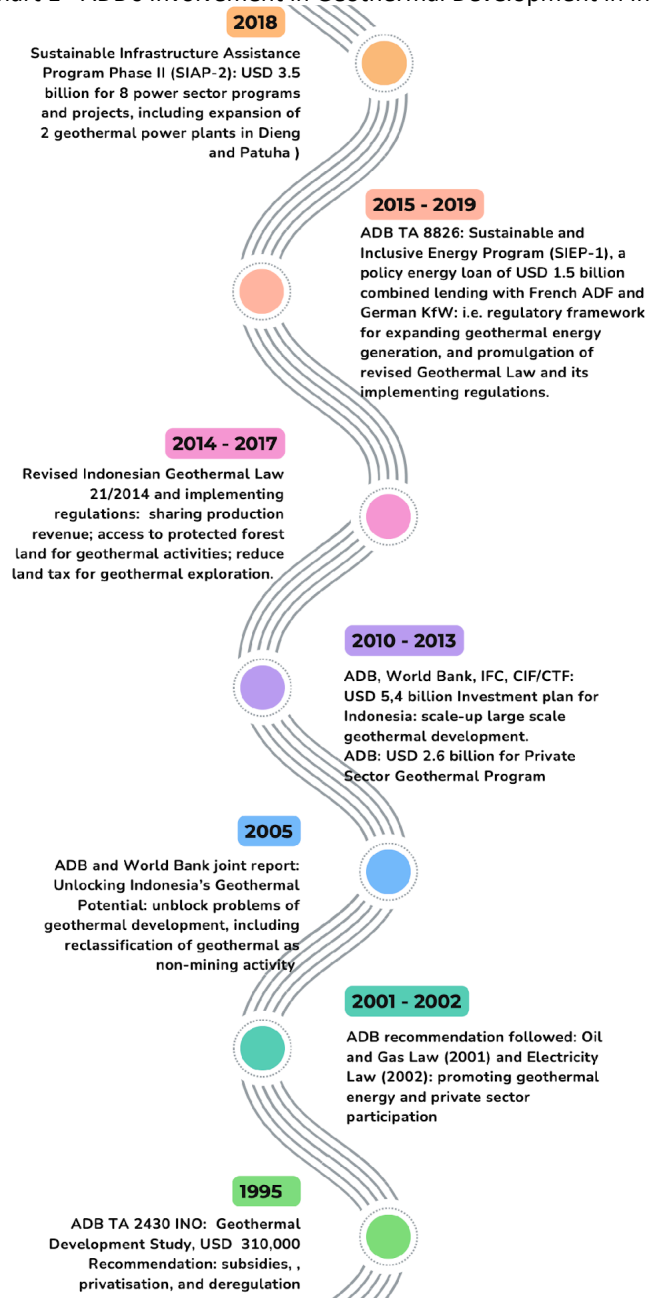 2018
Sustainable Infrastructure Assistance
Program Phase II (SIAP-2): USD 3.5
billion for 8 power sector programs
and projects, including expansion of
2 geothermal power plants in Dieng
and Patuha )
2015 - 2019
ADB TA 8826: Sustainable and
Inclusive Energy Program (SIEP-1), a
policy energy loan of USD 1.5 billion
combined lending with French ADF and
German KfW: i.e. regulatory framework
for expanding geothermal energy
generation, and promulgation of
revised Geothermal Law and its
implementing regulations.
2014 - 2017
Revised Indonesian Geothermal Law
21/2014 and implementing
regulations: sharing production
revenue; access to protected forest
land for geothermal activities; reduce
land tax for geothermal exploration.
2010 - 2013
ADB, World Bank, IFC, CIF/CTF:
USD 5,4 billion Investment plan for
Indonesia: scale-up large scale
geothermal development.
ADB: USD 2.6 billion for Private
Sector Geothermal Program
2005
ADB and World Bank joint report:
Unlocking Indonesia's Geothermal
Potential: unblock problems of
geothermal development, including
reclassification of geothermal as
non-mining activity
2001 - 2002
ADB recommendation followed: Oil
and Gas Law (2001) and Electricity
Law (2002): promoting geothermal
energy and private sector
participation
1995
ADB TA 2430 INO: Geothermal
Development Study, USD 310,000
Recommendation: subsidies, ,
privatisation, and deregulation